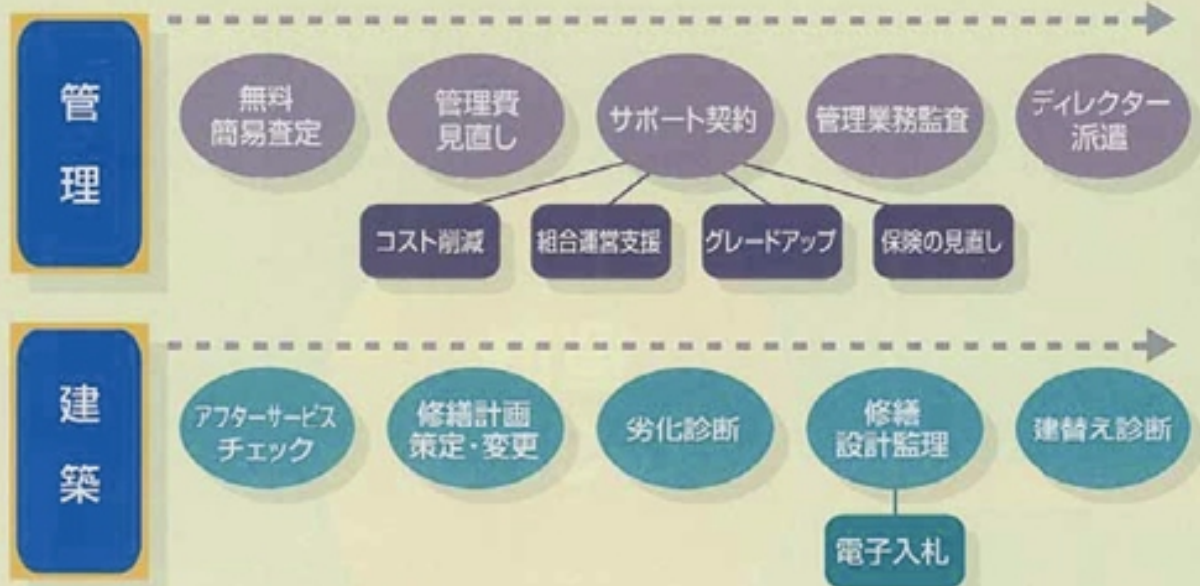 管理
無料
簡易査定
管理費
見直し
サポート契約
管理業務監査
ディレクター
派遣
コスト削減
組合運営支援
グレードアップ
保険の見直し
建築
アフターサービス
チェック
修繕計画
策定・変更
劣化診断
修繕
設計監理
建替え診断
電子入札